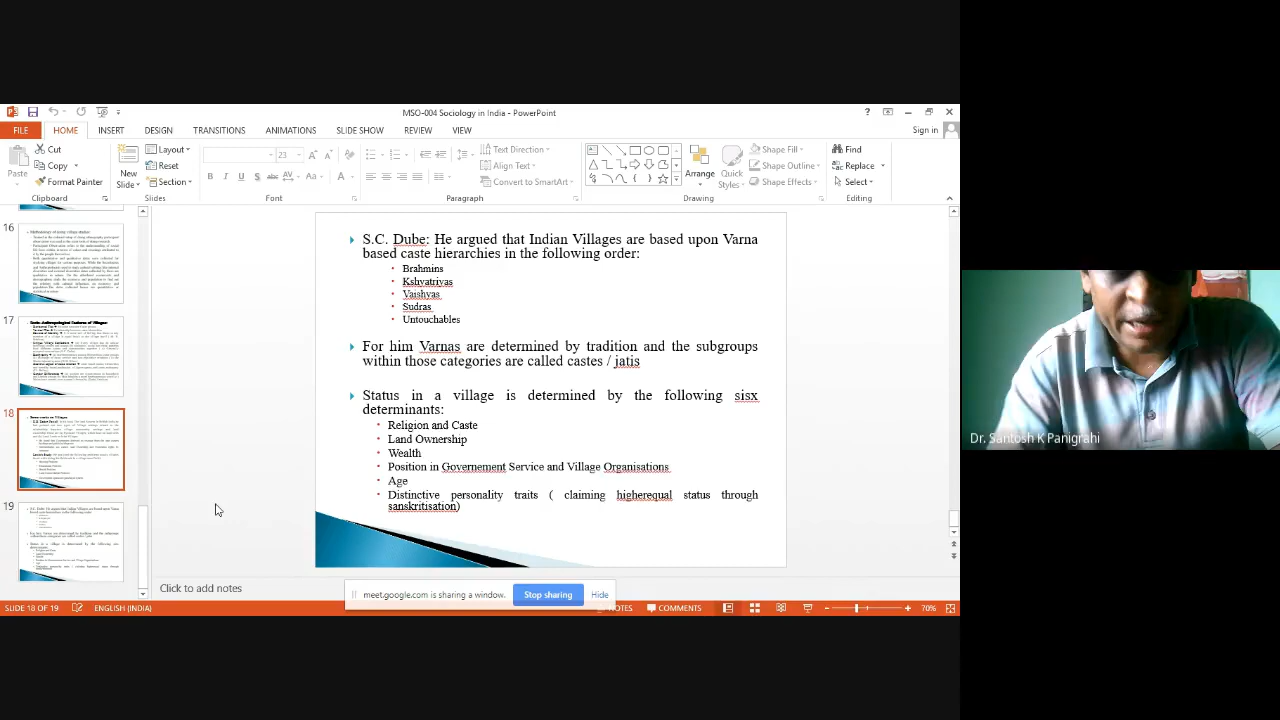 MSO-004 Sociology in India - PowerPoint
Sign in
FILE HOME INSERT DESIGN TRANSITIONS ANIMATIONS SLIDE SHOW REVIEW VIEW
Paste
Cut
Copy
Format Painter
Clipboard
New
Slide
Layout
Reset
Section
Slides
23
Font
Text Direction
Align Text
Convert to SmartArt
Paragraph
Arrange
Quick
Styles
Shape Fill
Shape Outline
Shape Effects
Drawing
Find
Replace
Select
Editing
16
17
18
19
S.C. Dube: He argues that Indian Villages are based upon Varna
based caste hierarchies in the following order:
Brahmins
Kshyatriyas
Vaishyas
Sudras
Untouchables
For him Varnas are determined by tradition and the subgroups
within those categories are called castes / jatis
Status in a village is determined by the following sisx
determinants:
Religion and Caste
Land Ownership
Wealth
Position in Government Service and Village Organisations.
Age
Distinctive personality traits ( claiming higherequal status through
sanskritisation)
Click to add notes
meet.google.com is sharing a window. Stop sharing Hide
SLIDE 18 OF 19 ENGLISH (INDIA) NOTES COMMENTS 70%
Dr. Santosh K Panigrahi